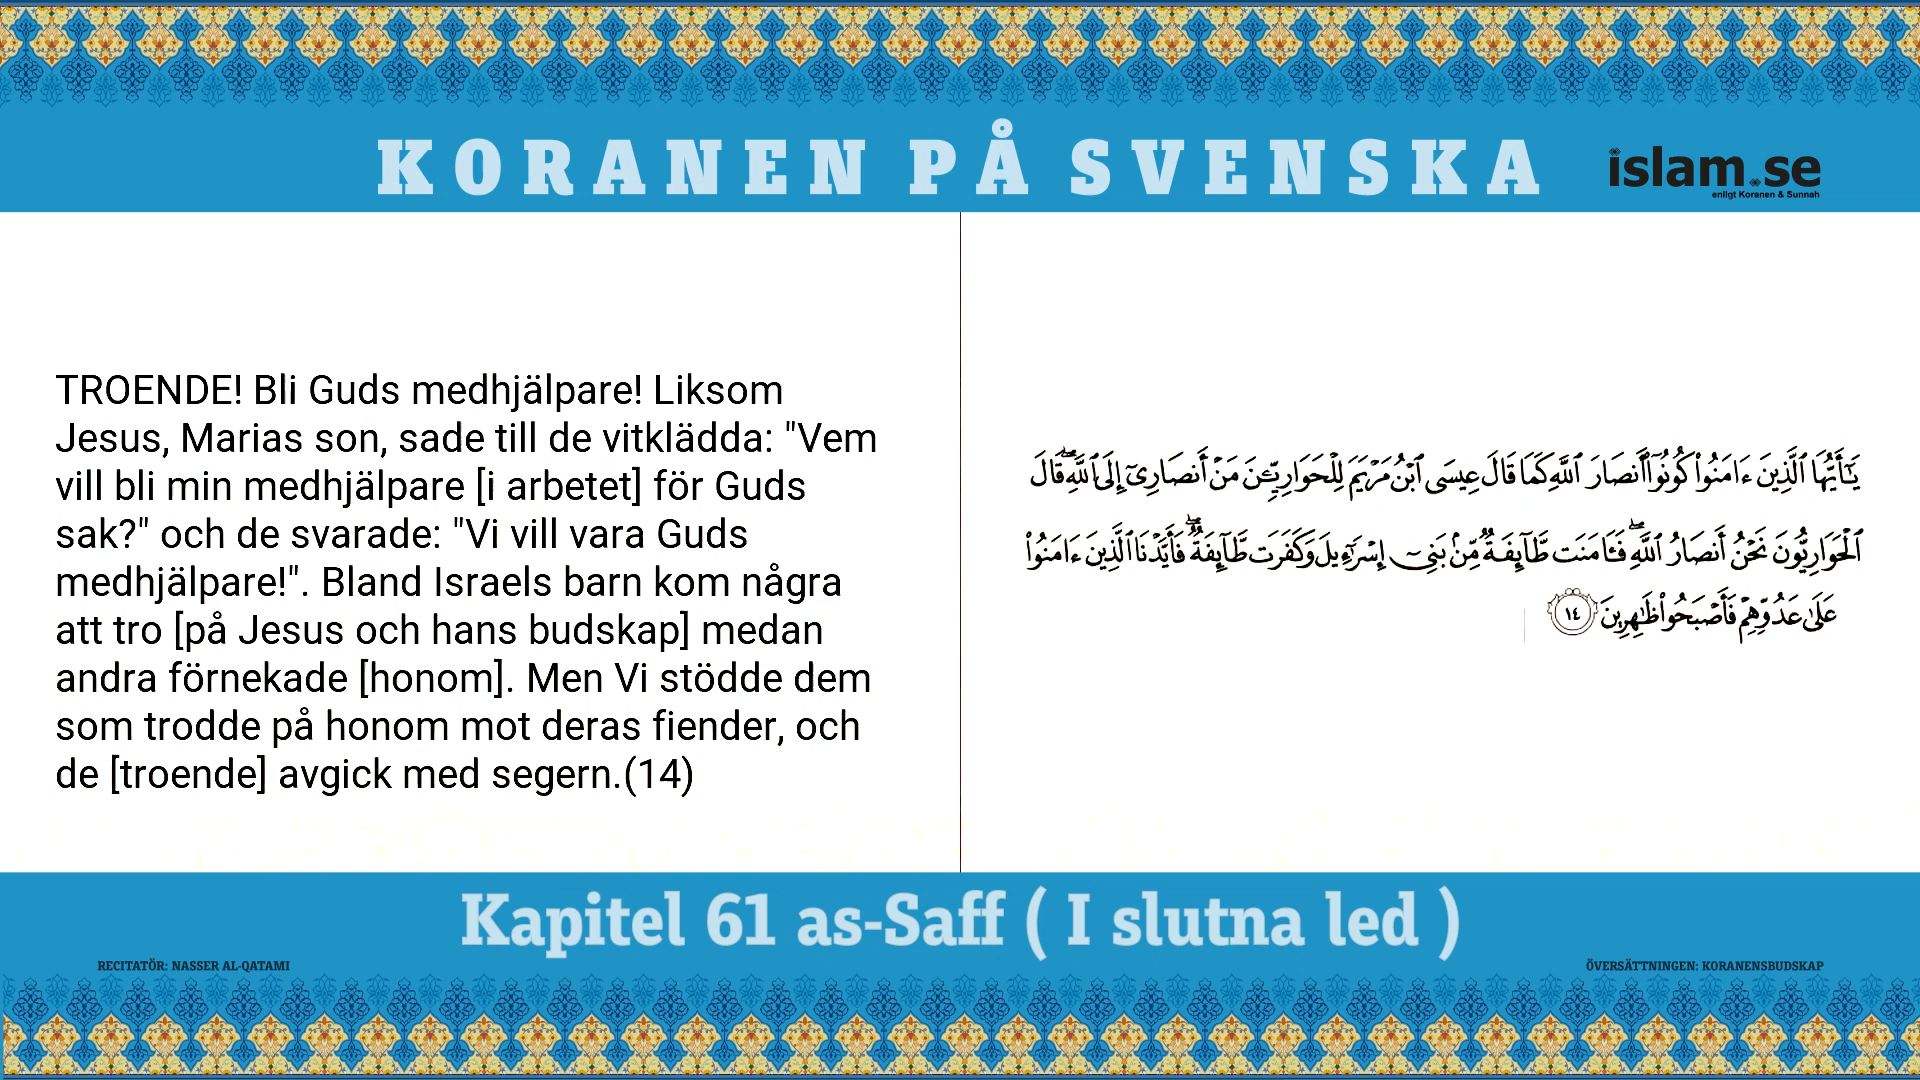 KORANEN PÅ SVENSKA
islam.se
enligt Koranen & Sunnah
TROENDE! Bli Guds medhjälpare! Liksom
Jesus, Marias son, sade till de vitklädda: "Vem
vill bli min medhjälpare [i arbetet] för Guds
sak?" och de svarade: "Vi vill vara Guds
medhjälpare!". Bland Israels barn kom några
att tro [på Jesus och hans budskap] medan
andra förnekade [honom]. Men Vi stödde dem
som trodde på honom mot deras fiender, och
de [troende] avgick med segern.(14)
يَـٰٓأَيُّهَا ٱلَّذِينَ ءَامَنُوا۟ كُونُوٓا۟ أَنصَارَ ٱللَّهِ كَمَا قَالَ عِيسَى ٱبْنُ مَرْيَمَ لِلْحَوَارِيِّـۧنَ مَنْ أَنصَارِىٓ إِلَى ٱللَّهِ ۖ قَالَ
ٱلْحَوَارِيُّونَ نَحْنُ أَنصَارُ ٱللَّهِ ۖ فَـَٔامَنَت طَّآئِفَةٌ مِّنۢ بَنِىٓ إِسْرَٰٓءِيلَ وَكَفَرَت طَّآئِفَةٌ ۖ فَأَيَّدْنَا ٱلَّذِينَ ءَامَنُوا۟
عَلَىٰ عَدُوِّهِمْ فَأَصْبَحُوا۟ ظَـٰهِرِينَ ١٤
Kapitel 61 as-Saff ( I slutna led )
RECITATÖR: NASSER AL-QATAMI
ÖVERSÄTTNINGEN: KORANENSBUDSKAP